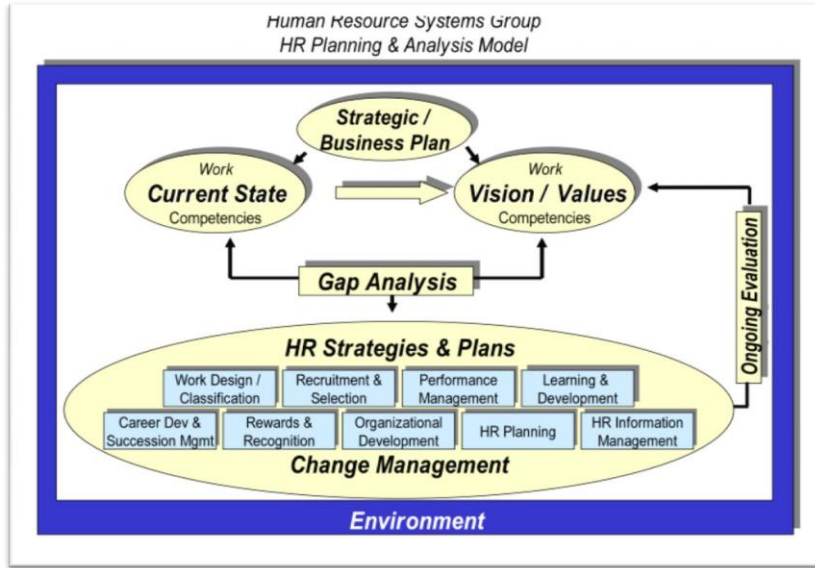 Human Resource Systems Group
HR Planning & Analysis Model
Strategic /
Business Plan
Work
Current State
Competencies
Work
Vision / Values
Competencies
Gap Analysis
Ongoing Evaluation
HR Strategies & Plans
Work Design /
Classification
Recruitment &
Selection
Performance
Management
Learning &
Development
Career Dev &
Succession Mgmt
Rewards &
Recognition
Organizational
Development
HR Planning
HR Information
Management
Change Management
Environment